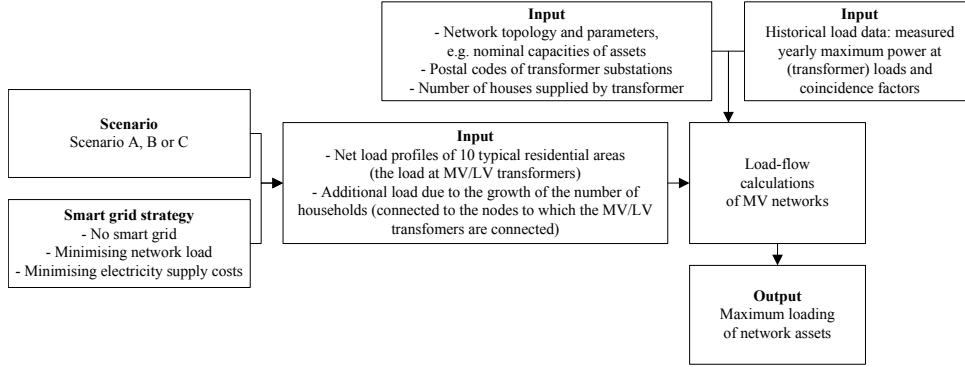 Input
- Network topology and parameters,
e.g. nominal capacities of assets
- Postal codes of transformer substations
- Number of houses supplied by transformer
Input
Historical load data: measured
yearly maximum power at
(transformer) loads and
coincidence factors
Scenario
Scenario A, B or C
Smart grid strategy
- No smart grid
- Minimising network load
- Minimising electricity supply costs
Input
- Net load profiles of 10 typical residential areas
(the load at MV/LV transformers)
- Additional load due to the growth of the number of
households (connected to the nodes to which the MV/LV
transfomers are connected)
Load-flow
calculations
of MV networks
Output
Maximum loading
of network assets